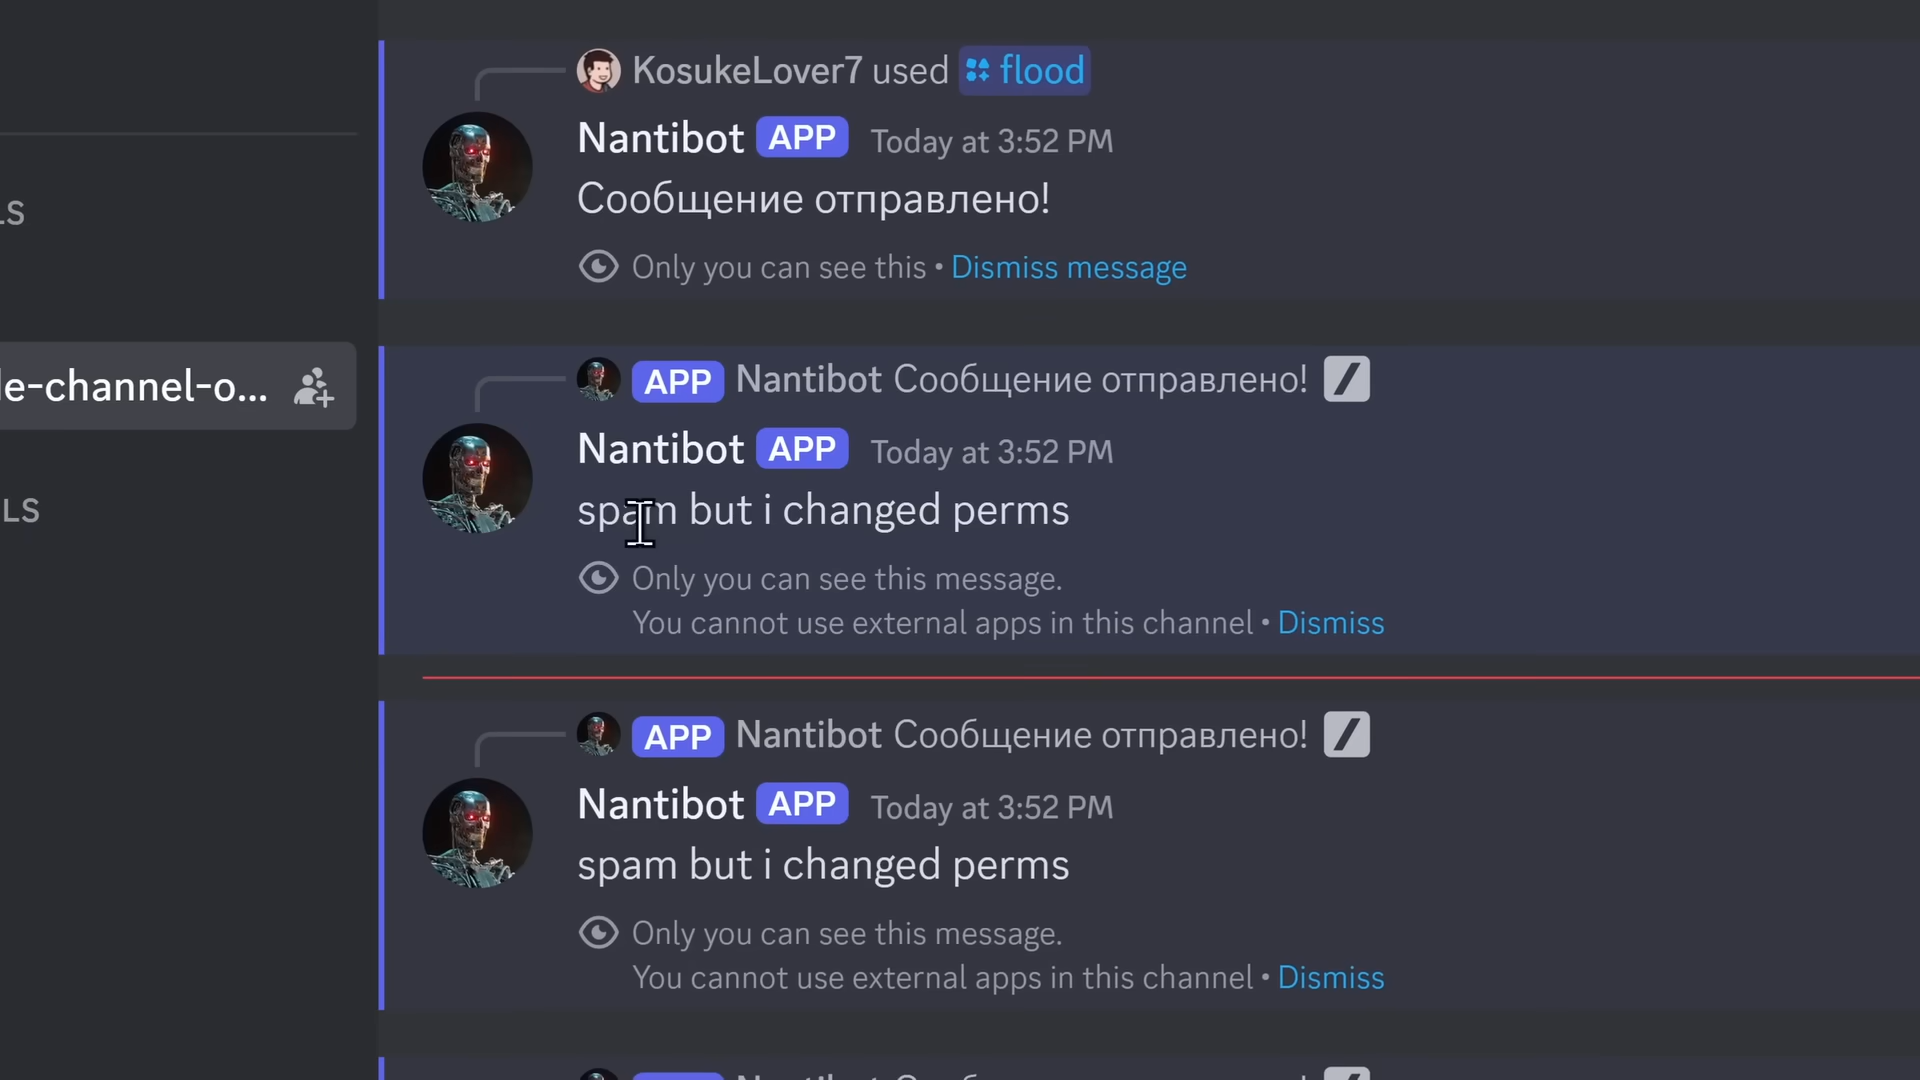 KosukeLover7 used flood
Nantibot APP Today at 3:52 PM
Сообщение отправлено!
Only you can see this • Dismiss message
LS
le-channel-o...
APP Nantibot Сообщение отправлено!
Nantibot APP Today at 3:52 PM
spam but i changed perms
LS
Only you can see this message.
You cannot use external apps in this channel • Dismiss
APP Nantibot Сообщение отправлено!
Nantibot APP Today at 3:52 PM
spam but i changed perms
Only you can see this message.
You cannot use external apps in this channel • Dismiss